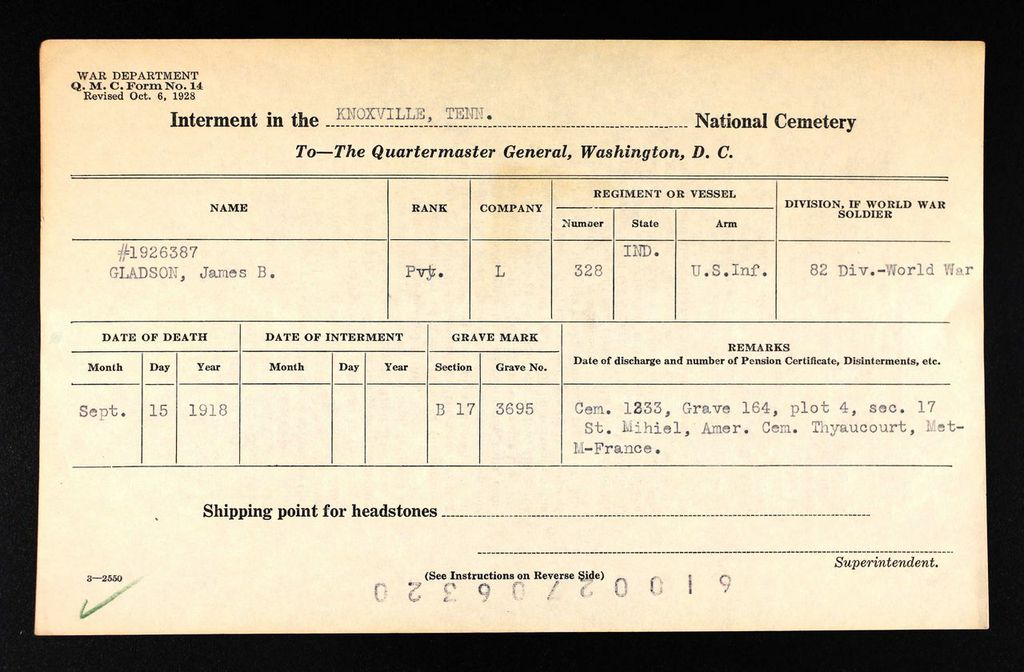 WAR DEPARTMENT
Q. M. C. Form No. 14
Revised Oct. 6, 1928
Interment in the KNOXVILLE, TENN. National Cemetery
To—The Quartermaster General, Washington, D. C.
NAME
RANK
COMPANY
REGIMENT OR VESSEL
Number
State
Arm
DIVISION, IF WORLD WAR
SOLDIER
#1926387
GLADSON, James B.
Pvt.
L
328
IND.
U.S.Inf.
82 Div.-World War
DATE OF DEATH
DATE OF INTERMENT
GRAVE MARK
REMARKS
Date of discharge and number of Pension Certificate, Disinterments, etc.
Month
Day
Year
Month
Day
Year
Section
Grave No.
Sept.
15
1918
B 17
3695
Cem. 1233, Grave 164, plot 4, sec. 17
St. Mihiel, Amer. Cem. Thyaucourt, Met-
M-France.
Shipping point for headstones
Superintendent.
3—2550
(See Instructions on Reverse Side)